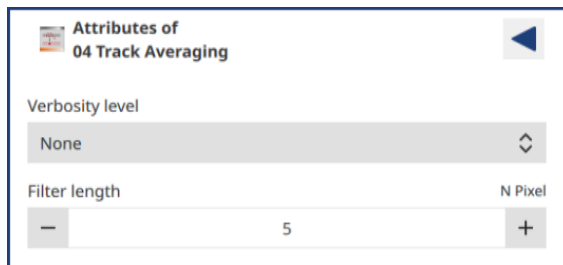 Attributes of
04 Track Averaging
Verbosity level
None
Filter length N Pixel
5